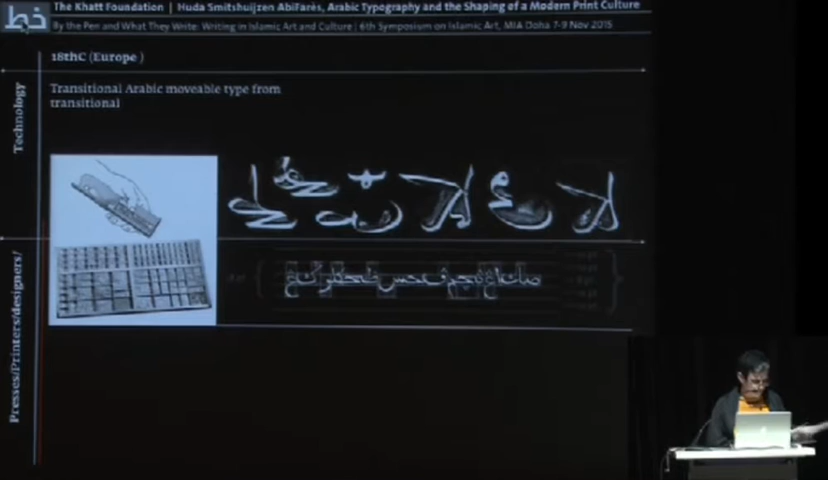 خط
The Khatt Foundation | Huda Smitshuijzen AbiFarès, Arabic Typography and the Shaping of a Modern Print Culture
By the Pen and What They Write: Writing in Islamic Art and Culture | 6th Symposium on Islamic Art, MIA Doha 7-9 Nov 2015
18thC (Europe)
Technology
Transitional Arabic moveable type from
transitional
Presses/Printers/designers/